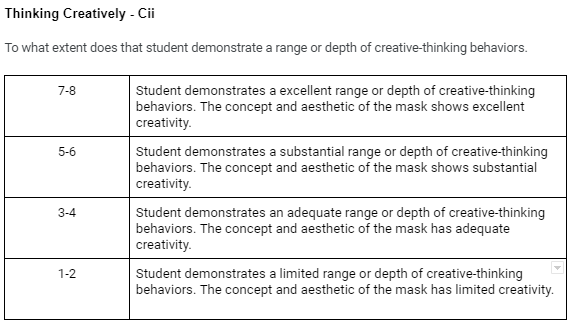 Thinking Creatively - Cii
To what extent does that student demonstrate a range or depth of creative-thinking behaviors.
7-8
Student demonstrates a excellent range or depth of creative-thinking
behaviors. The concept and aesthetic of the mask shows excellent
creativity.
5-6
Student demonstrates a substantial range or depth of creative-thinking
behaviors. The concept and aesthetic of the mask shows substantial
creativity.
3-4
Student demonstrates an adequate range or depth of creative-thinking
behaviors. The concept and aesthetic of the mask has adequate
creativity.
1-2
Student demonstrates a limited range or depth of creative-thinking
behaviors. The concept and aesthetic of the mask has limited creativity.